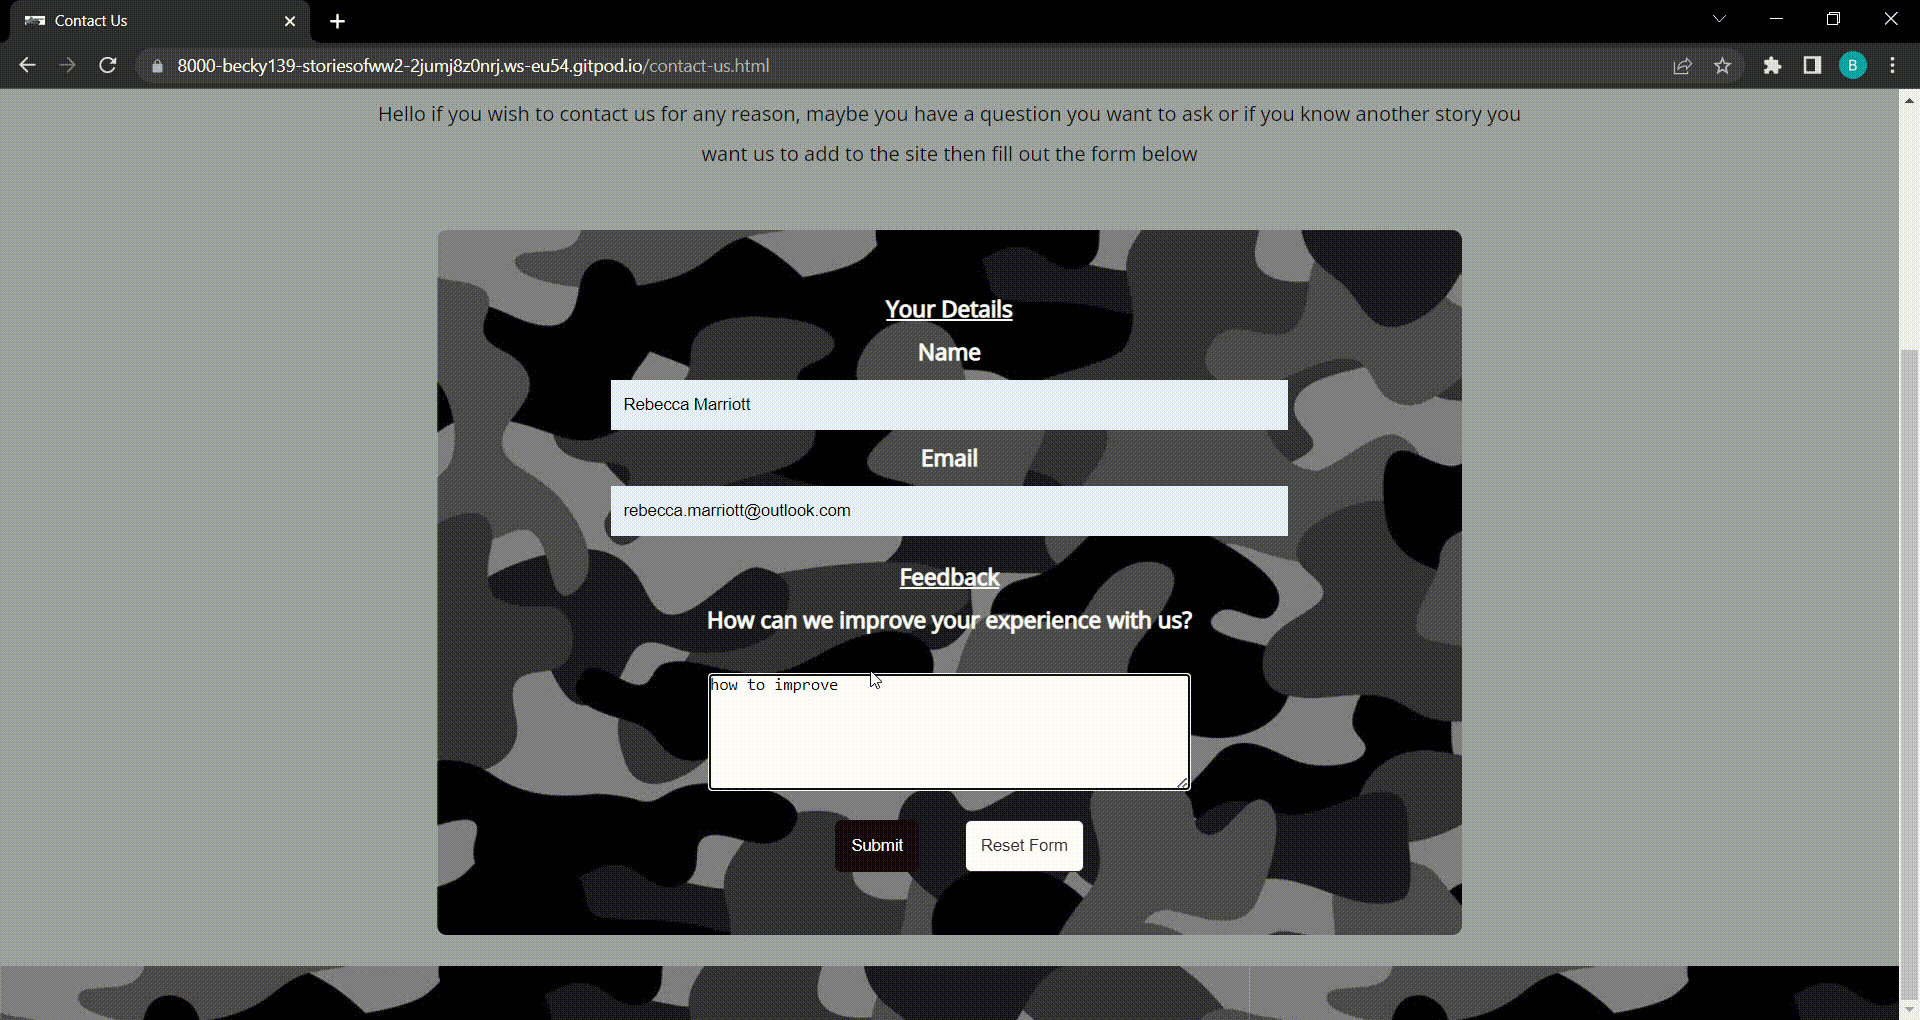 Contact Us
8000-becky139-storiesofww2-2jumj8z0nrj.ws-eu54.gitpod.io/contact-us.html
B
Hello if you wish to contact us for any reason, maybe you have a question you want to ask or if you know another story you
want us to add to the site then fill out the form below
Your Details
Name
Rebecca Marriott
Email
rebecca.marriott@outlook.com
Feedback
How can we improve your experience with us?
how to improve
Submit
Reset Form